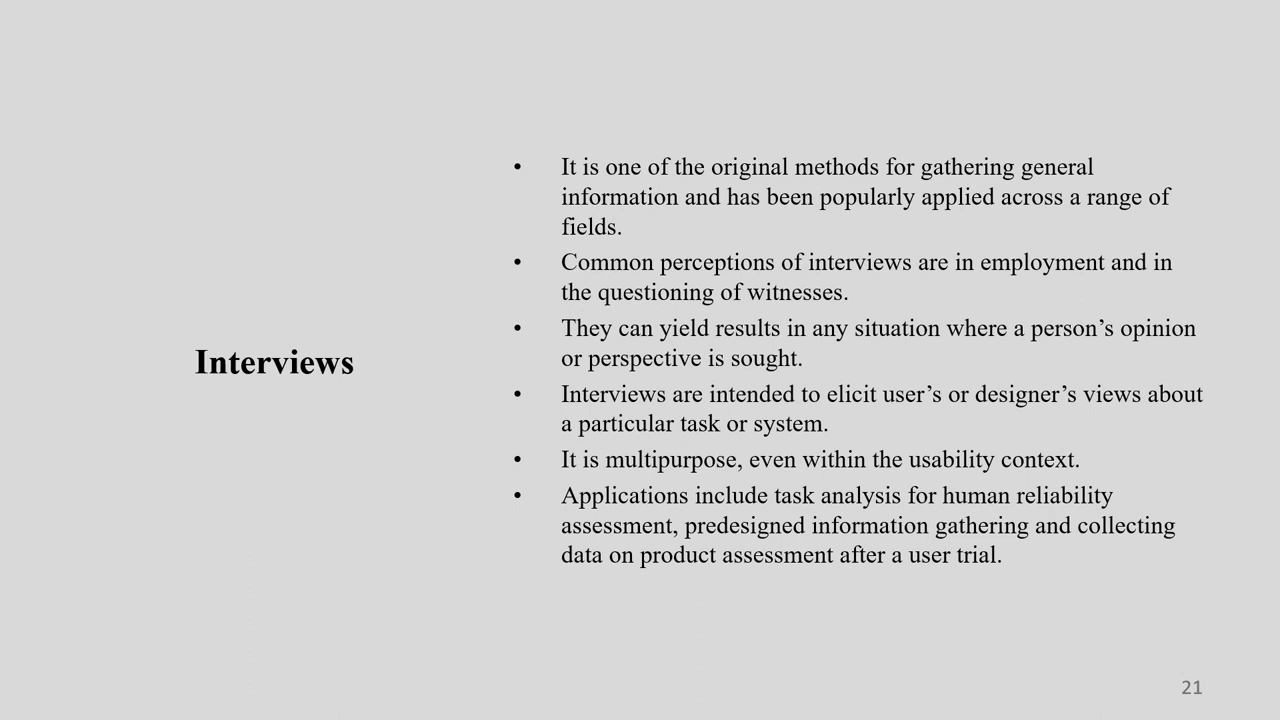 Interviews
• It is one of the original methods for gathering general
information and has been popularly applied across a range of
fields.
• Common perceptions of interviews are in employment and in
the questioning of witnesses.
• They can yield results in any situation where a person’s opinion
or perspective is sought.
• Interviews are intended to elicit user’s or designer’s views about
a particular task or system.
• It is multipurpose, even within the usability context.
• Applications include task analysis for human reliability
assessment, predesigned information gathering and collecting
data on product assessment after a user trial.
21